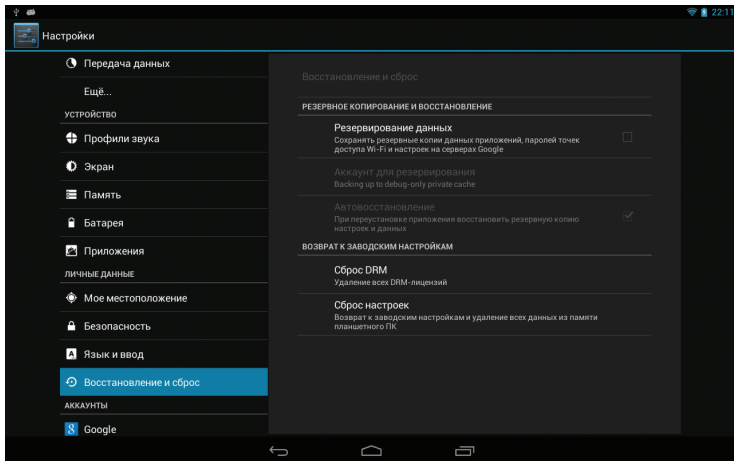 22:11
Настройки
Передача данных
Ещё...
УСТРОЙСТВО
Профили звука
Экран
Память
Батарея
Приложения
ЛИЧНЫЕ ДАННЫЕ
Мое местоположение
Безопасность
A Язык и ввод
Восстановление и сброс
АККАУНТЫ
8 Google
Восстановление и сброс
РЕЗЕРВНОЕ КОПИРОВАНИЕ И ВОССТАНОВЛЕНИЕ
Резервирование данных
Сохранять резервные копии данных приложений, паролей точек
доступа Wi-Fi и настроек на серверах Google
Аккаунт для резервирования
Backing up to debug-only private cache
Автовосстановление
При переустановке приложения восстановить резервную копию
настроек и данных
ВОЗВРАТ К ЗАВОДСКИМ НАСТРОЙКАМ
Сброс DRM
Удаление всех DRM-лицензий
Сброс настроек
Возврат к заводским настройкам и удаление всех данных из памяти
планшетного ПК